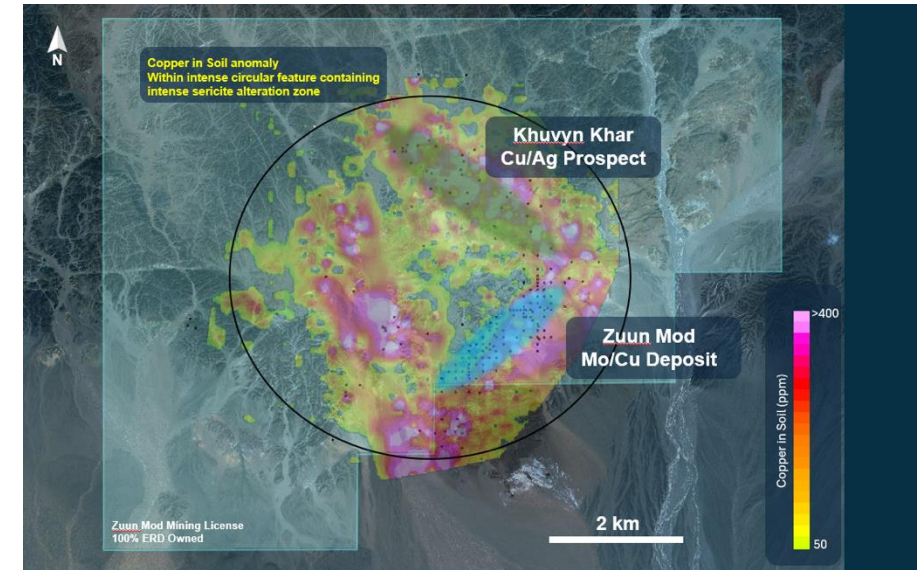 N
Copper in Soil anomaly
Within intense circular feature containing
intense sericite alteration zone
Khuvyn Khar
Cu/Ag Prospect
Zuun Mod
Mo/Cu Deposit
>400
Copper in Soil (ppm)
50
2 km
Zuun Mod Mining License
100% ERD Owned